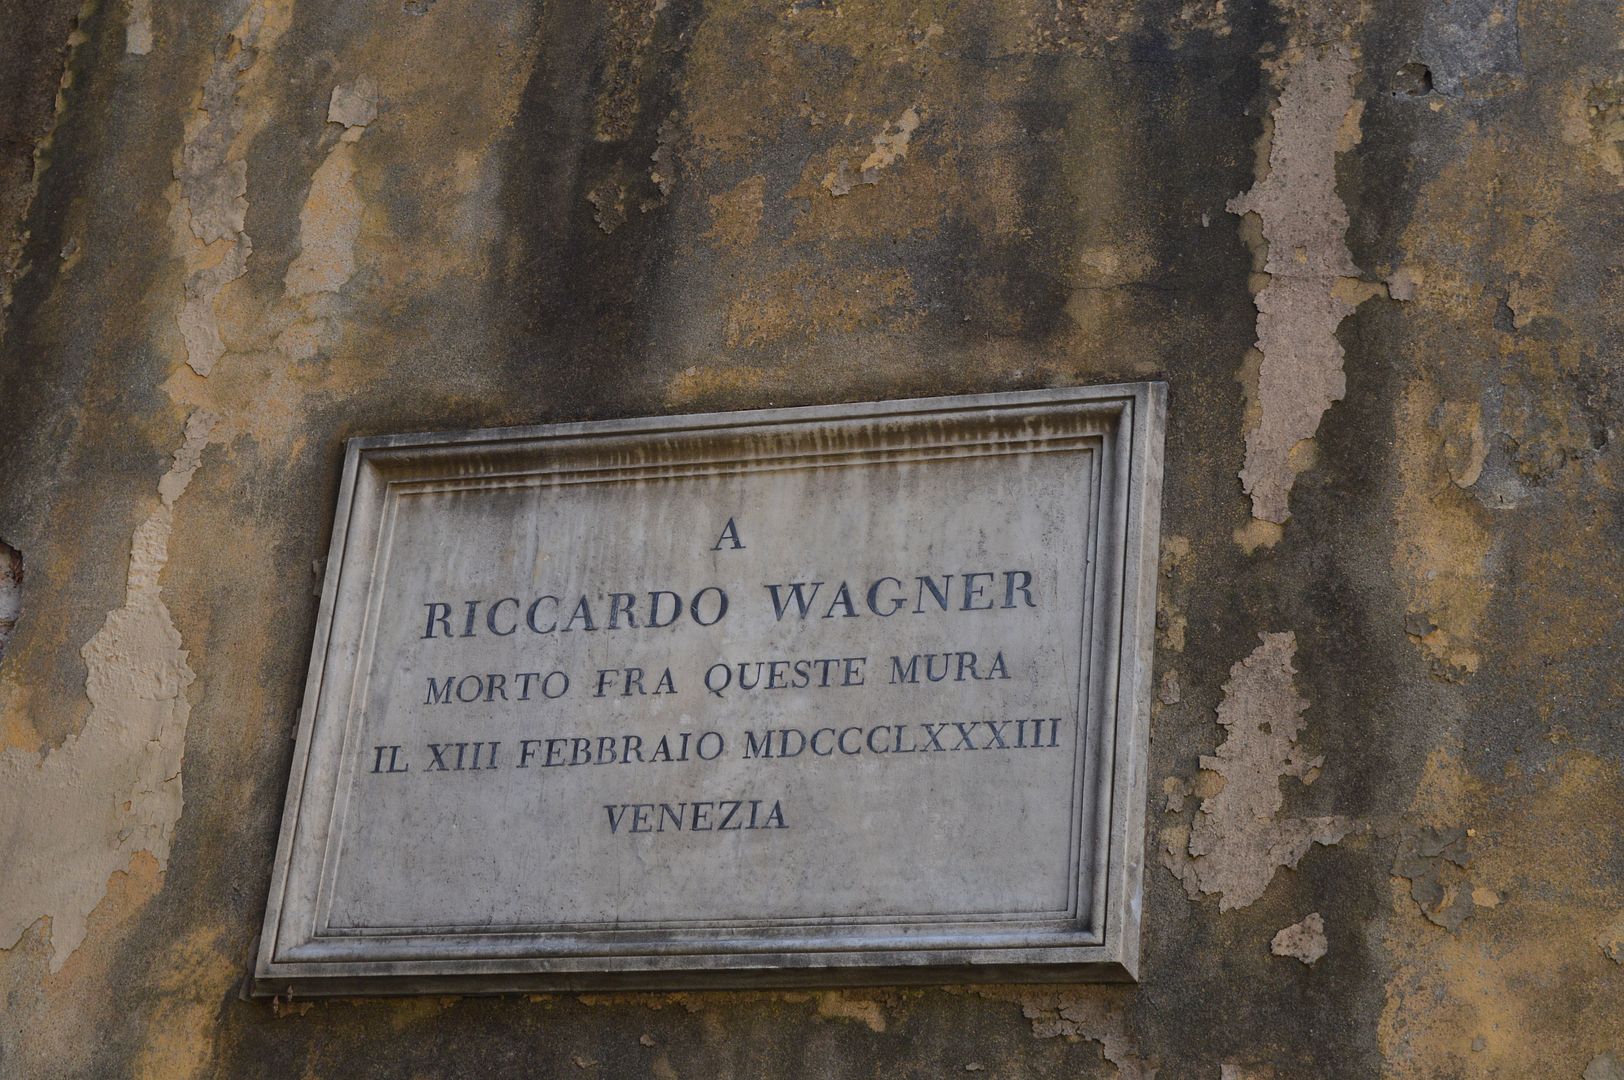 A
RICCARDO WAGNER
MORTO FRA QUESTE MURA
IL XIII FEBBRAIO MDCCCLXXXIII
VENEZIA